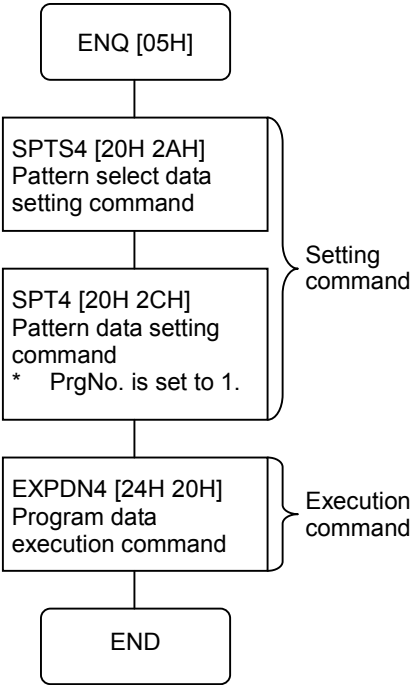 ENQ [05H]
SPTS4 [20H 2AH]
Pattern select data
setting command
Setting
command
SPT4 [20H 2CH]
Pattern data setting
command
* PrgNo. is set to 1.
EXPDN4 [24H 20H]
Program data
execution command
Execution
command
END